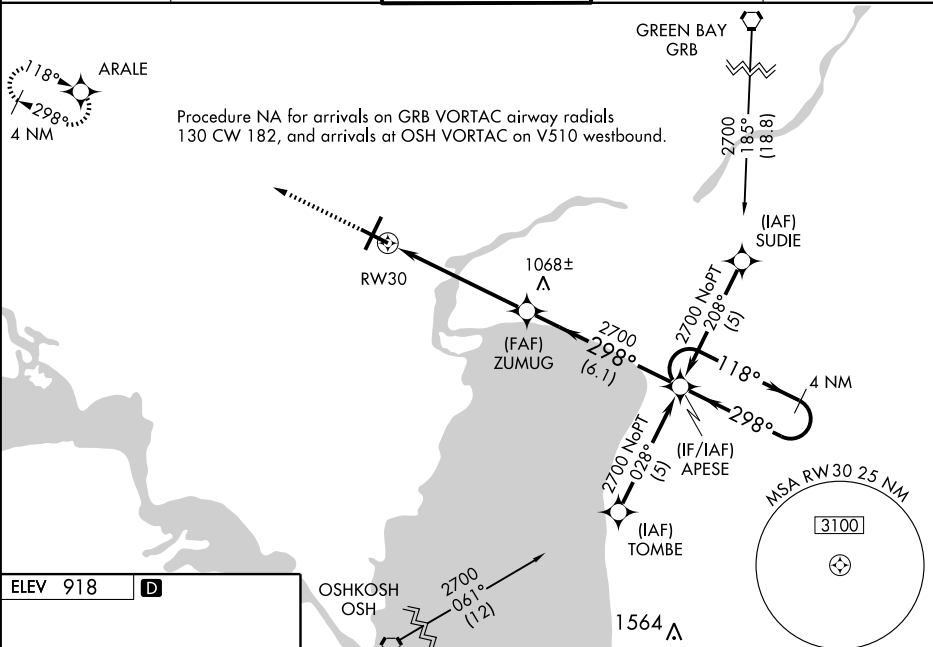 GREEN BAY
GRB
118°
298°
4 NM
ARALE
Procedure NA for arrivals on GRB VORTAC airway radials
130 CW 182, and arrivals at OSH VORTAC on V510 westbound.
2700
185°
(18.8)
(IAF)
SUDIE
RW30
1068±
(FAF)
ZUMUG
2700
298°
(6.1)
2700 NoPT
208°
(5)
118°
298°
4 NM
(IF/IAF)
APESE
2700 NoPT
028°
(5)
(IAF)
TOMBE
MSA RW30 25 NM
3100
ELEV 918 D
OSHKOSH
OSH
2700
061°
(12)
1564